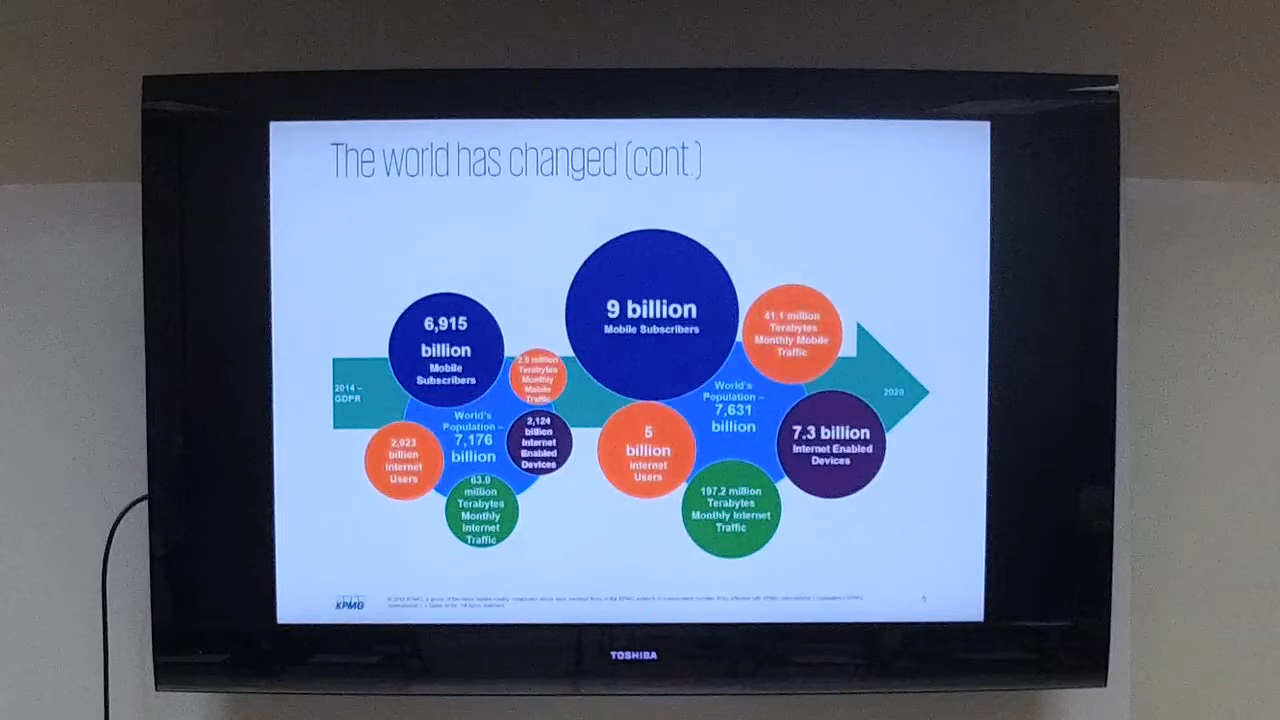 The world has changed (cont.)
2014 –
GDPR
6,915
billion
Mobile
Subscribers
2.9 million
Terabytes
Monthly
Mobile
Traffic
World's
Population –
7,176
billion
2,124
billion
Internet
Enabled
Devices
2,923
billion
Internet
Users
63.9
million
Terabytes
Monthly
Internet
Traffic
9 billion
Mobile Subscribers
41.1 million
Terabytes
Monthly Mobile
Traffic
World's
Population –
7,631
billion
2020
5
billion
Internet
Users
7.3 billion
Internet Enabled
Devices
197.2 million
Terabytes
Monthly Internet
Traffic
KPMG
5
TOSHIBA